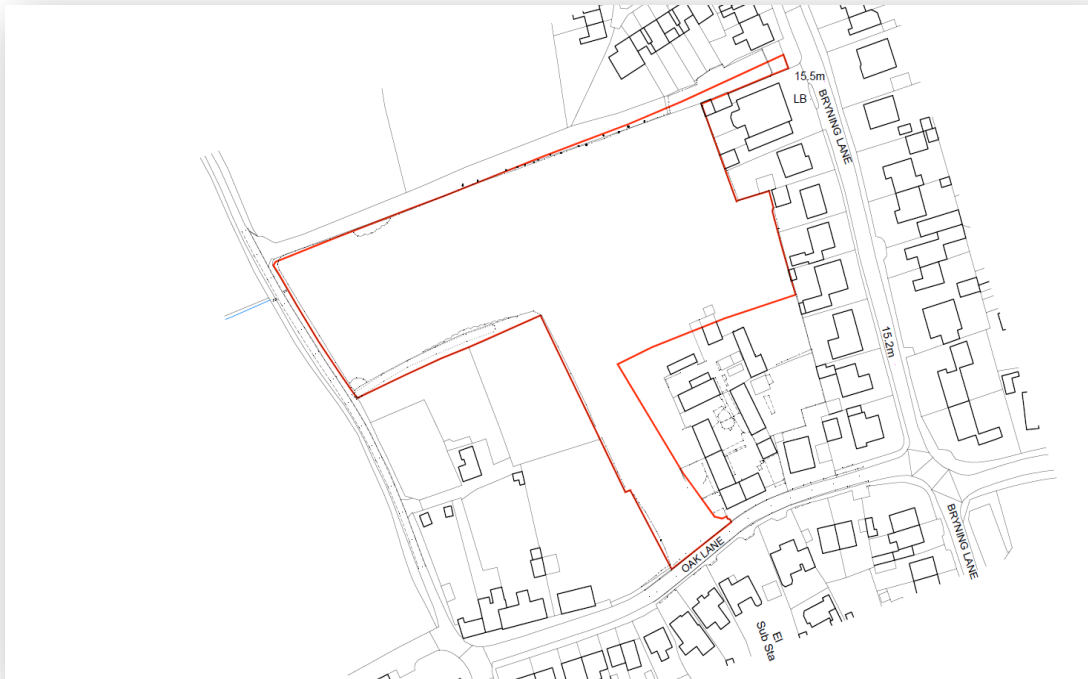 15.5m
LB
BRYNING LANE
15.2m
BRYNING LANE
OAK LANE
El
Sub Sta